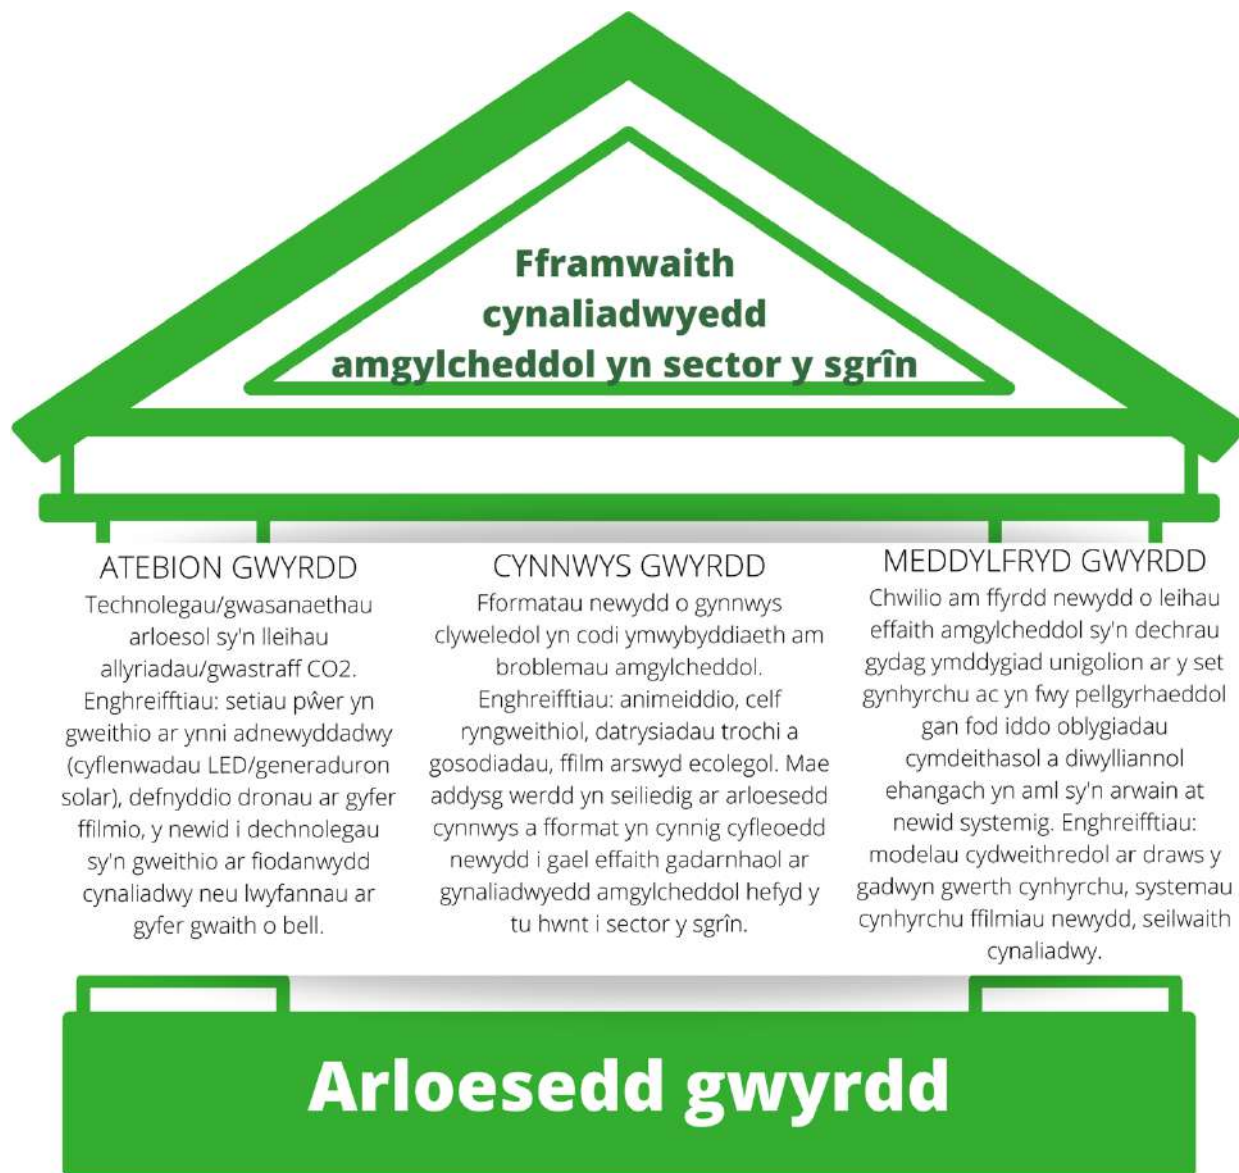 Fframwaith
cynaliadwyedd
amgylcheddol yn sector y sgrîn
ATEBION GWYRDD
Technolegau/gwasanaethau
arloesol sy'n lleihau
allyriadau/gwastraff CO2.
Enghreifftiau: setiau pŵer yn
gweithio ar ynni adnewyddadwy
(cyflenwadau LED/generaduron
solar), defnyddio dronau ar gyfer
ffilmio, y newid i dechnolegau
sy'n gweithio ar fiodanwydd
cynaliadwy neu lwyfannau ar
gyfer gwaith o bell.
CYNNWYS GWYRDD
Fformatau newydd o gynnwys
clyweledol yn codi ymwybyddiaeth am
broblemau amgylcheddol.
Enghreifftiau: animeiddio, celf
ryngweithiol, datrysiadau trochi a
gosodiadau, ffilm arswyd ecolegol. Mae
addysg werdd yn seiliedig ar arloesedd
cynnwys a fformat yn cynnig cyfleoedd
newydd i gael effaith gadarnhaol ar
gynaliadwyedd amgylcheddol hefyd y
tu hwnt i sector y sgrîn.
MEDDYLFRYD GWYRDD
Chwilio am ffyrdd newydd o leihau
effaith amgylcheddol sy'n dechrau
gydag ymddygiad unigolion ar y set
gynhyrchu ac yn fwy pellgyrhaeddol
gan fod iddo oblygiadau
cymdeithasol a diwylliannol
ehangach yn aml sy'n arwain at
newid systemig. Enghreifftiau:
modelau cydweithredol ar draws y
gadwyn gwerth cynhyrchu, systemau
cynhyrchu ffilmiau newydd, seilwaith
cynaliadwy.
Arloesedd gwyrdd